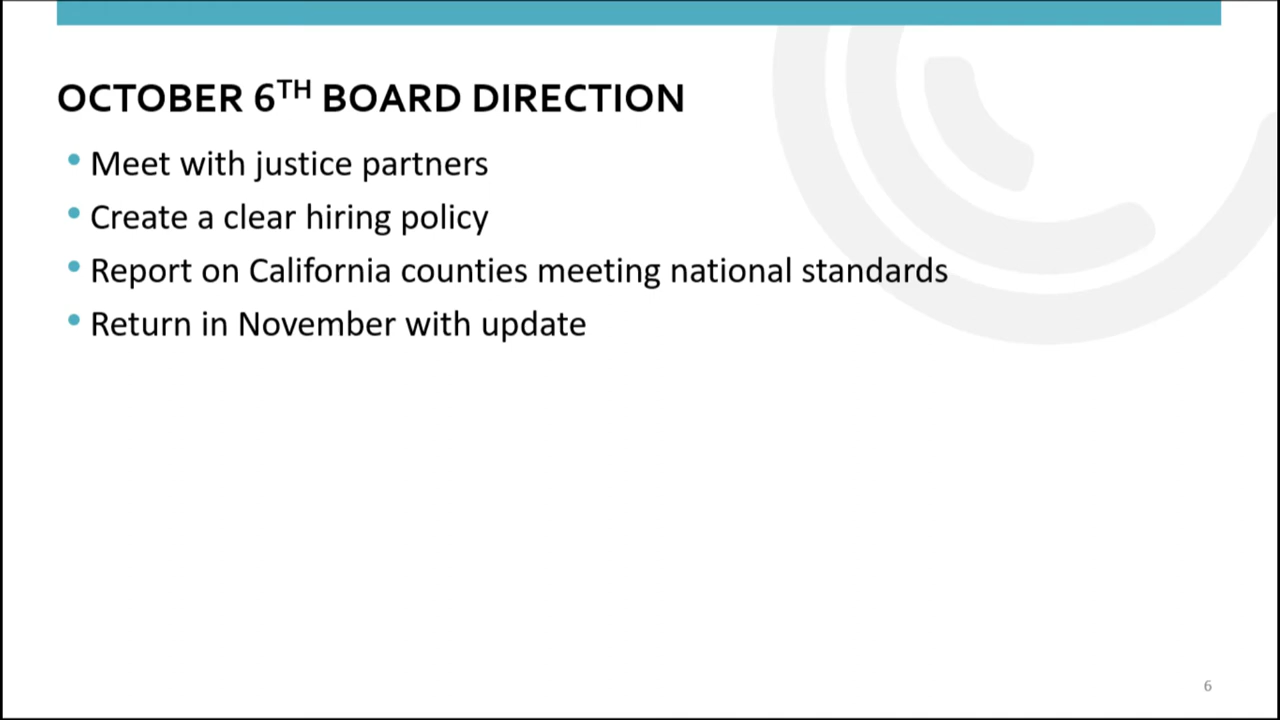 OCTOBER 6TH BOARD DIRECTION
• Meet with justice partners
• Create a clear hiring policy
• Report on California counties meeting national standards
• Return in November with update
6